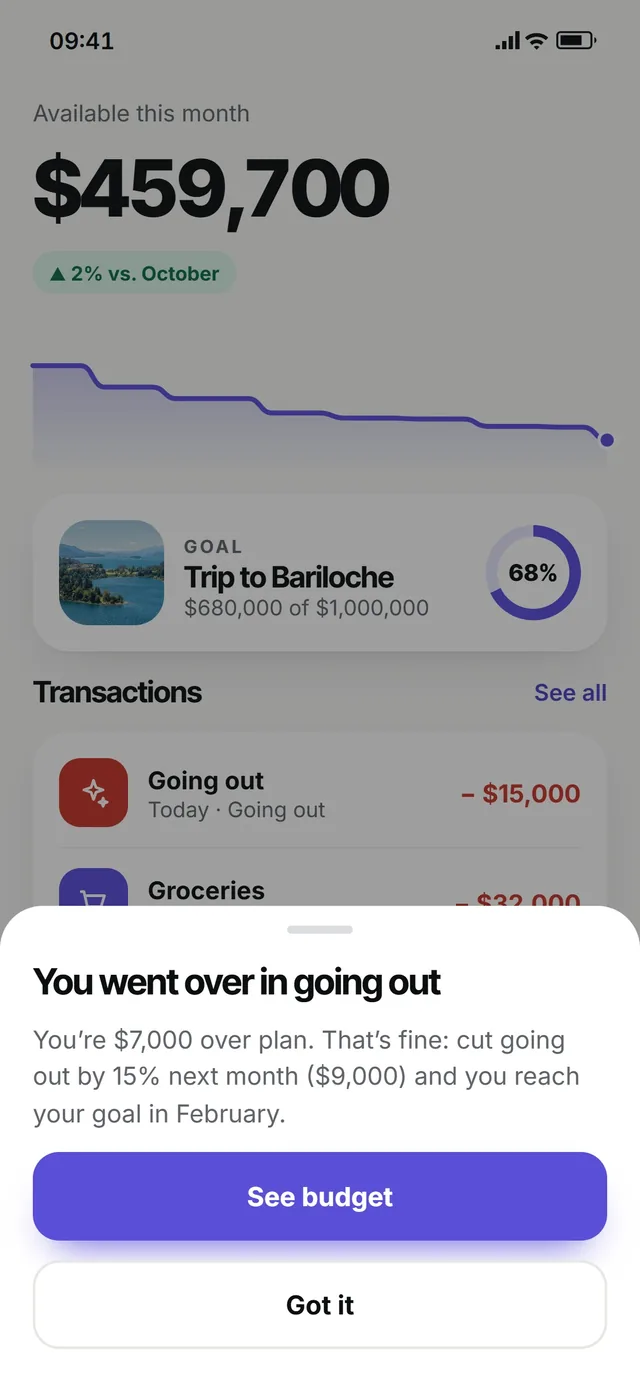 09:41
Available this month
$459,700
▲ 2% vs. October
GOAL
Trip to Bariloche
$680,000 of $1,000,000
68%
Transactions
See all
Going out
Today · Going out
– $15,000
Groceries
– $32,000
You went over in going out
You’re $7,000 over plan. That’s fine: cut going
out by 15% next month ($9,000) and you reach
your goal in February.
See budget
Got it